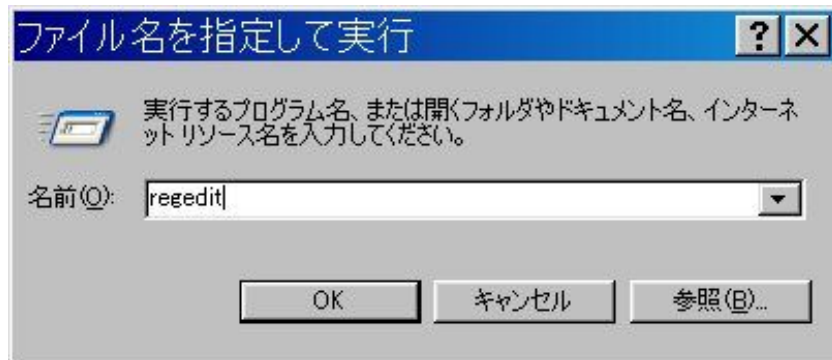 ファイル名を指定して実行
実行するプログラム名、または開くフォルダやドキュメント名、インターネ
ット リソース名を入力してください。
名前(O): regedit
OK キャンセル 参照(B)...